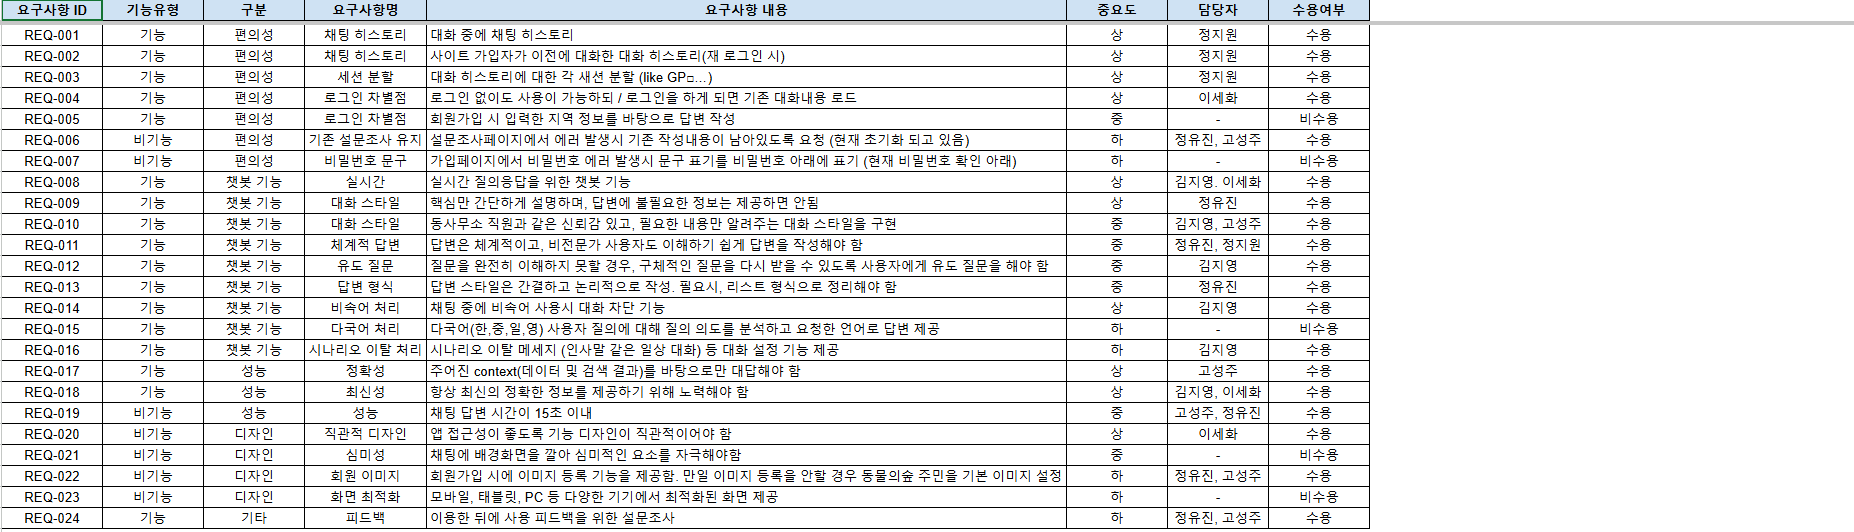 요구사항 ID 기능유형 구분 요구사항명 요구사항 내용 중요도 담당자 수용여부
REQ-001 기능 편의성 채팅 히스토리 대화 중에 채팅 히스토리 상 정지원 수용
REQ-002 기능 편의성 채팅 히스토리 사이트 가입자가 이전에 대화한 대화 히스토리(재 로그인 시) 상 정지원 수용
REQ-003 기능 편의성 세션 분할 대화 히스토리에 대한 각 새션 분할 (like GP□…) 상 정지원 수용
REQ-004 기능 편의성 로그인 차별점 로그인 없이도 사용이 가능하되 / 로그인을 하게 되면 기존 대화내용 로드 상 이세화 수용
REQ-005 기능 편의성 로그인 차별점 회원가입 시 입력한 지역 정보를 바탕으로 답변 작성 중 - 비수용
REQ-006 비기능 편의성 기존 설문조사 유지 설문조사페이지에서 에러 발생시 기존 작성내용이 남아있도록 요청 (현재 초기화 되고 있음) 하 정유진, 고성주 수용
REQ-007 비기능 편의성 비밀번호 문구 가입페이지에서 비밀번호 에러 발생시 문구 표기를 비밀번호 아래에 표기 (현재 비밀번호 확인 아래) 하 - 비수용
REQ-008 기능 챗봇 기능 실시간 실시간 질의응답을 위한 챗봇 기능 상 김지영. 이세화 수용
REQ-009 기능 챗봇 기능 대화 스타일 핵심만 간단하게 설명하며, 답변에 불필요한 정보는 제공하면 안됨 상 정유진 수용
REQ-010 기능 챗봇 기능 대화 스타일 동사무소 직원과 같은 신뢰감 있고, 필요한 내용만 알려주는 대화 스타일을 구현 중 김지영, 고성주 수용
REQ-011 기능 챗봇 기능 체계적 답변 답변은 체계적이고, 비전문가 사용자도 이해하기 쉽게 답변을 작성해야 함 중 정유진, 정지원 수용
REQ-012 기능 챗봇 기능 유도 질문 질문을 완전히 이해하지 못할 경우, 구체적인 질문을 다시 받을 수 있도록 사용자에게 유도 질문을 해야 함 중 김지영 수용
REQ-013 기능 챗봇 기능 답변 형식 답변 스타일은 간결하고 논리적으로 작성. 필요시, 리스트 형식으로 정리해야 함 중 정유진 수용
REQ-014 기능 챗봇 기능 비속어 처리 채팅 중에 비속어 사용시 대화 차단 기능 상 김지영 수용
REQ-015 기능 챗봇 기능 다국어 처리 다국어(한,중,일,영) 사용자 질의에 대해 질의 의도를 분석하고 요청한 언어로 답변 제공 하 - 비수용
REQ-016 기능 챗봇 기능 시나리오 이탈 처리 시나리오 이탈 메세지 (인사말 같은 일상 대화) 등 대화 설정 기능 제공 하 김지영 수용
REQ-017 기능 성능 정확성 주어진 context(데이터 및 검색 결과)를 바탕으로만 대답해야 함 상 고성주 수용
REQ-018 기능 성능 최신성 항상 최신의 정확한 정보를 제공하기 위해 노력해야 함 상 김지영, 이세화 수용
REQ-019 비기능 성능 성능 채팅 답변 시간이 15초 이내 중 고성주, 정유진 수용
REQ-020 비기능 디자인 직관적 디자인 앱 접근성이 좋도록 기능 디자인이 직관적이어야 함 상 이세화 수용
REQ-021 비기능 디자인 심미성 채팅에 배경화면을 깔아 심미적인 요소를 자극해야함 중 - 비수용
REQ-022 비기능 디자인 회원 이미지 회원가입 시에 이미지 등록 기능을 제공함. 만일 이미지 등록을 안할 경우 동물의숲 주민을 기본 이미지 설정 하 정유진, 고성주 수용
REQ-023 비기능 디자인 화면 최적화 모바일, 태블릿, PC 등 다양한 기기에서 최적화된 화면 제공 하 - 비수용
REQ-024 기능 기타 피드백 이용한 뒤에 사용 피드백을 위한 설문조사 하 정유진, 고성주 수용